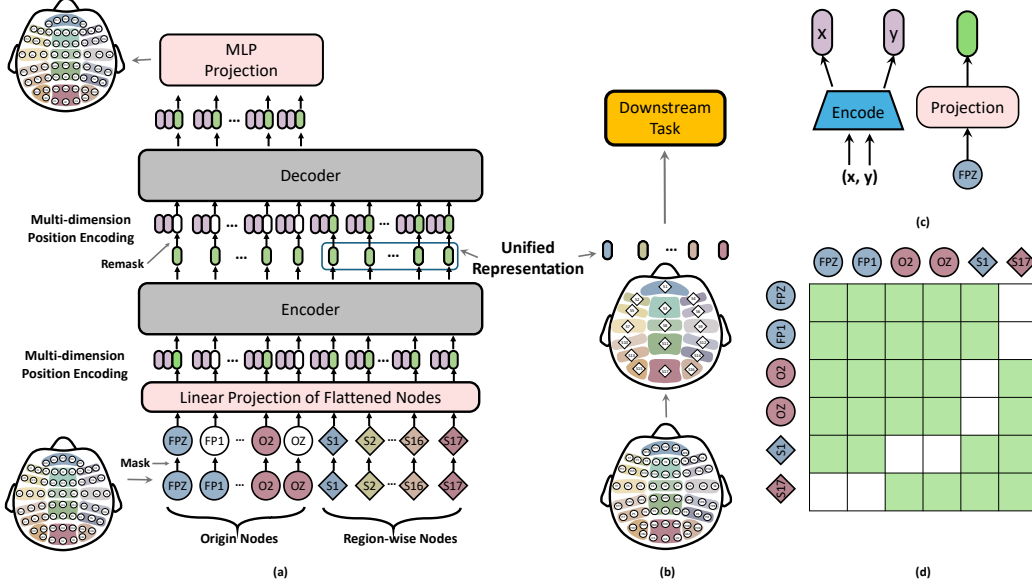 MLP
Projection
...
Decoder
Multi-dimension
Position Encoding
... ...
Remask
... ...
Encoder
Multi-dimension
Position Encoding
... ...
Linear Projection of Flattened Nodes
FPZ FP1 ... O2 OZ S1 S2 ... S16 S17
Mask
FPZ FP1 ... O2 OZ S1 S2 ... S16 S17
Origin Nodes Region-wise Nodes
(a)
Downstream
Task
Unified
Representation
...
(b)
x y
Encode
(x, y)
Projection
FPZ
(c)
FPZ FP1 O2 OZ S1 S17
FPZ
FP1
O2
OZ
S1
S17
(d)